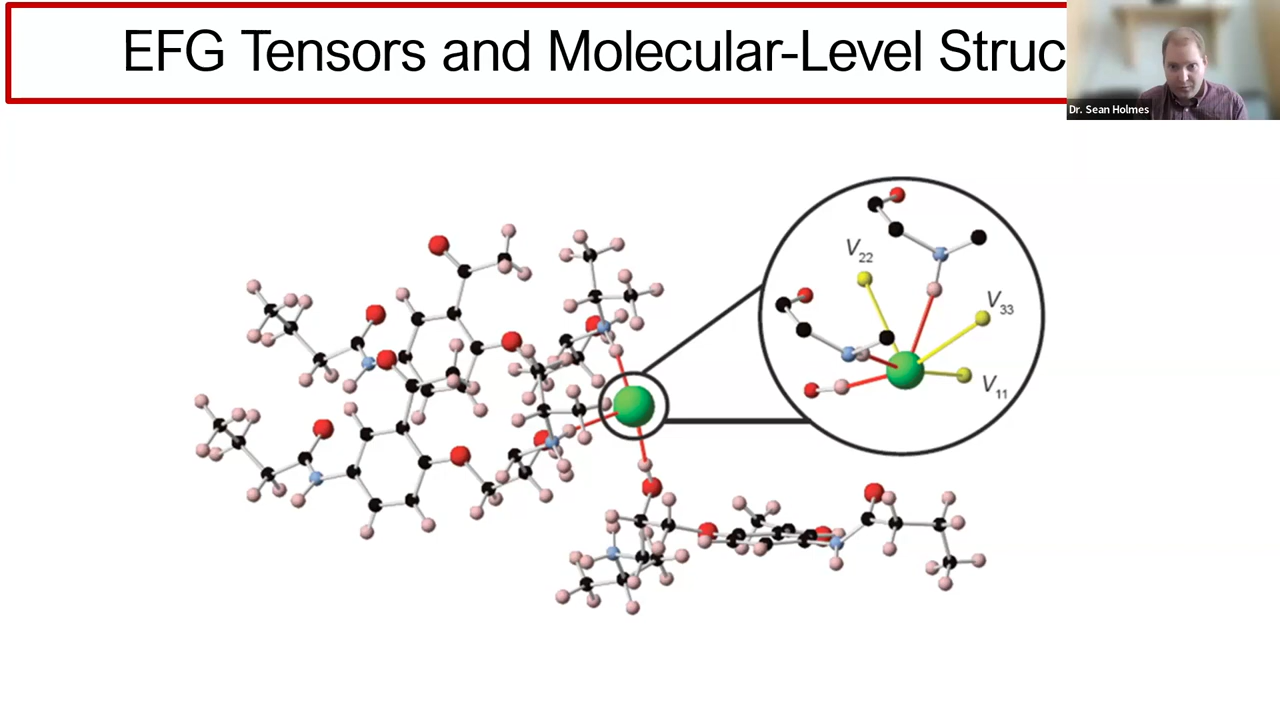 EFG Tensors and Molecular-Level Struc
Dr. Sean Holmes
V22
V33
V11